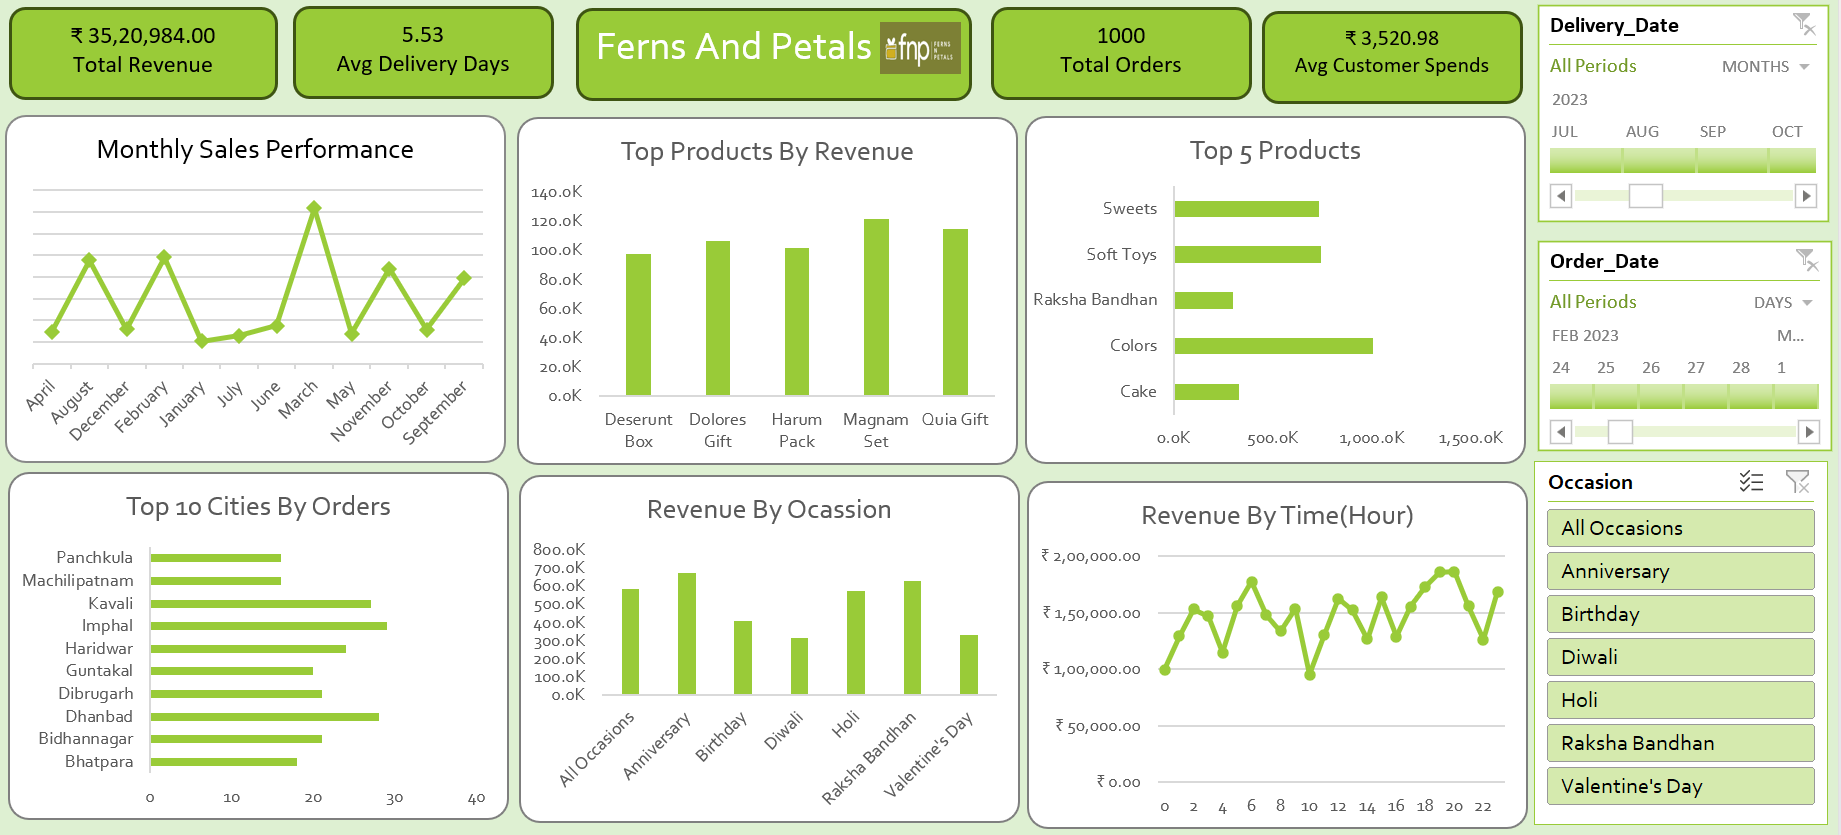 ₹ 35,20,984.00
Total Revenue
5.53
Avg Delivery Days
Ferns And Petals
fnp
FERNS
N
PETALS
1000
Total Orders
₹ 3,520.98
Avg Customer Spends
Delivery_Date
All Periods
MONTHS
2023
JUL AUG SEP OCT
Order_Date
All Periods
DAYS
FEB 2023 M...
24 25 26 27 28 1
Occasion
All Occasions
Anniversary
Birthday
Diwali
Holi
Raksha Bandhan
Valentine's Day
Monthly Sales Performance
April
August
December
February
January
July
June
March
May
November
October
September
Top Products By Revenue
140.0K
120.0K
100.0K
80.0K
60.0K
40.0K
20.0K
0.0K
Deserunt
Box
Dolores
Gift
Harum
Pack
Magnam
Set
Quia Gift
Top 5 Products
Sweets
Soft Toys
Raksha Bandhan
Colors
Cake
0.0K 500.0K 1,000.0K 1,500.0K
Top 10 Cities By Orders
Panchkula
Machilipatnam
Kavali
Imphal
Haridwar
Guntakal
Dibrugarh
Dhanbad
Bidhannagar
Bhatpara
0 10 20 30 40
Revenue By Ocassion
800.0K
700.0K
600.0K
500.0K
400.0K
300.0K
200.0K
100.0K
0.0K
All Occasions
Anniversary
Birthday
Diwali
Holi
Raksha Bandhan
Valentine's Day
Revenue By Time(Hour)
₹ 2,00,000.00
₹ 1,50,000.00
₹ 1,00,000.00
₹ 50,000.00
₹ 0.00
0 2 4 6 8 10 12 14 16 18 20 22